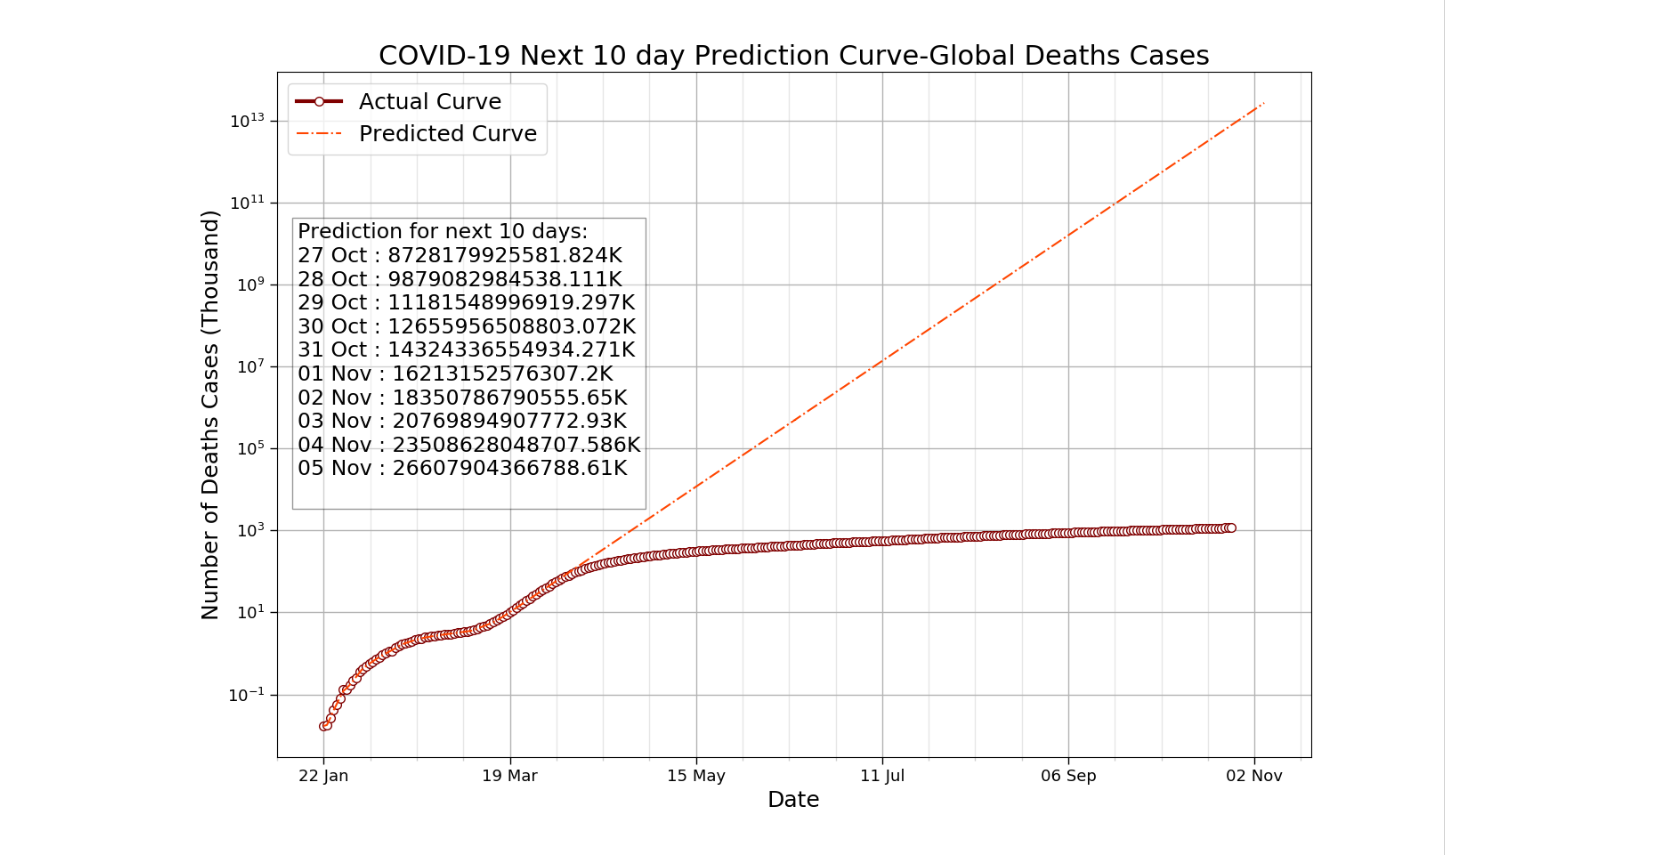 COVID-19 Next 10 day Prediction Curve-Global Deaths Cases
Actual Curve
Predicted Curve
Prediction for next 10 days:
27 Oct : 8728179925581.824K
28 Oct : 9879082984538.111K
29 Oct : 11181548996919.297K
30 Oct : 12655956508803.072K
31 Oct : 14324336554934.271K
01 Nov : 16213152576307.2K
02 Nov : 18350786790555.65K
03 Nov : 20769894907772.93K
04 Nov : 23508628048707.586K
05 Nov : 26607904366788.61K
Number of Deaths Cases (Thousand)
10¹³
10¹¹
10⁹
10⁷
10⁵
10³
10¹
10⁻¹
22 Jan 19 Mar 15 May 11 Jul 06 Sep 02 Nov
Date